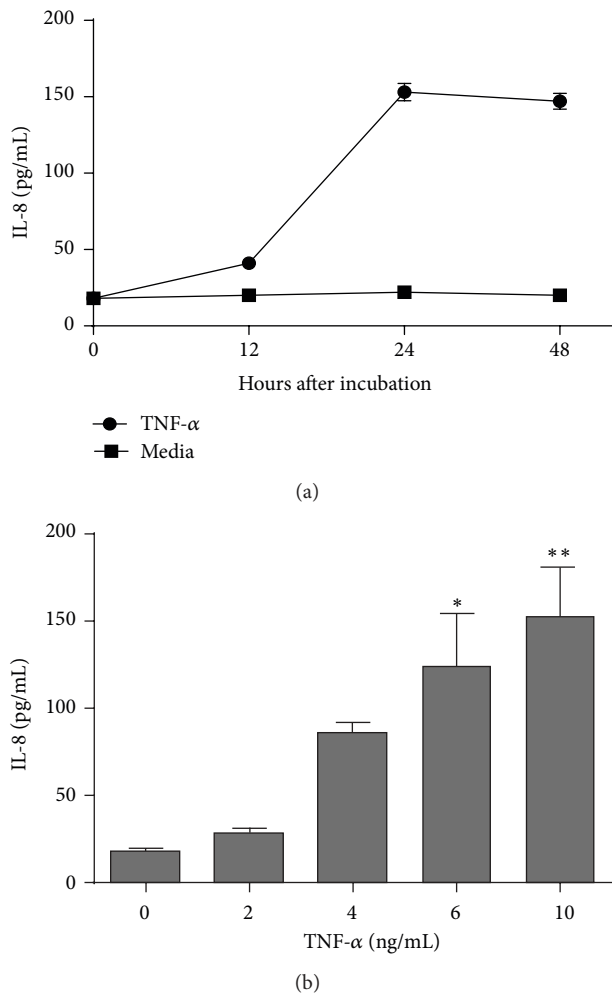 200
150
100
50
0
IL-8 (pg/mL)
0 12 24 48
Hours after incubation
TNF-α
Media
(a)
200
150
100
50
0
IL-8 (pg/mL)
*
**
0 2 4 6 10
TNF-α (ng/mL)
(b)